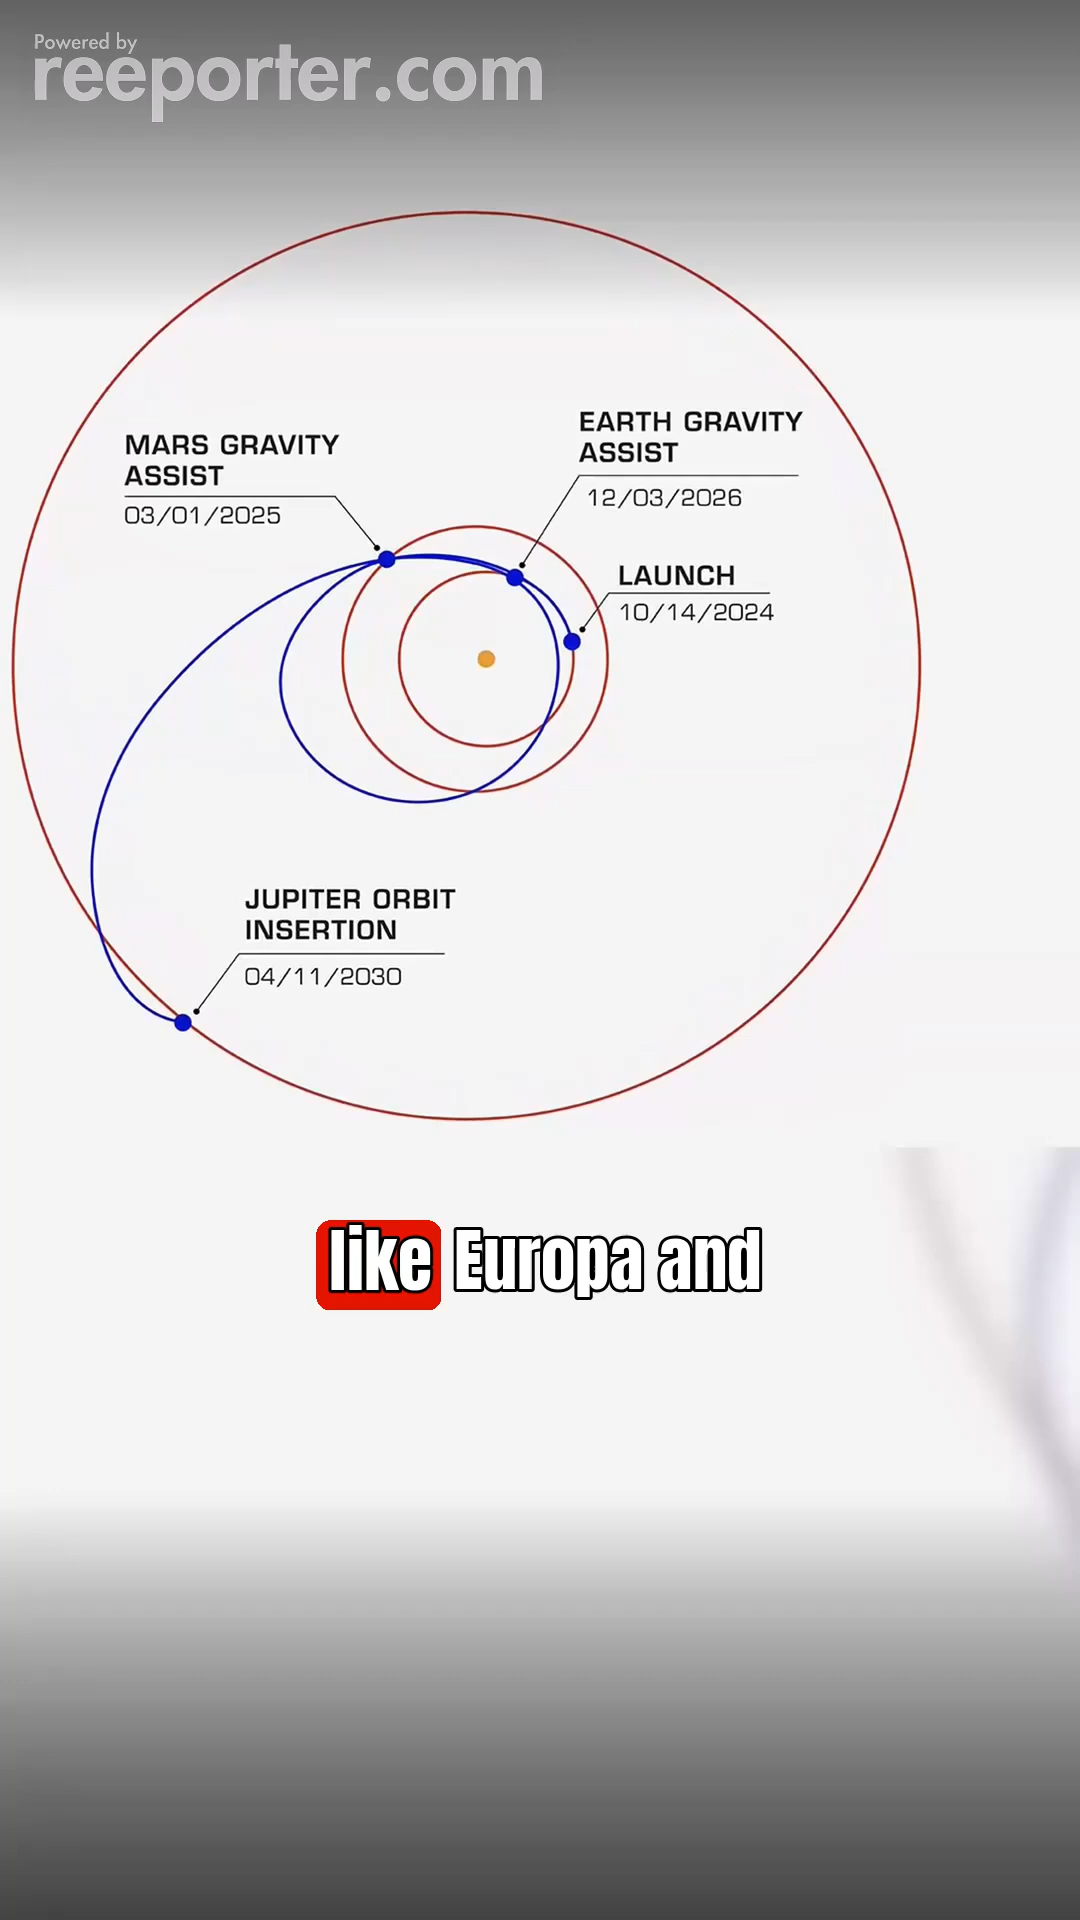 Powered by
reeporter.com
MARS GRAVITY
ASSIST
03/01/2025
EARTH GRAVITY
ASSIST
12/03/2026
LAUNCH
10/14/2024
JUPITER ORBIT
INSERTION
04/11/2030
like Europa and